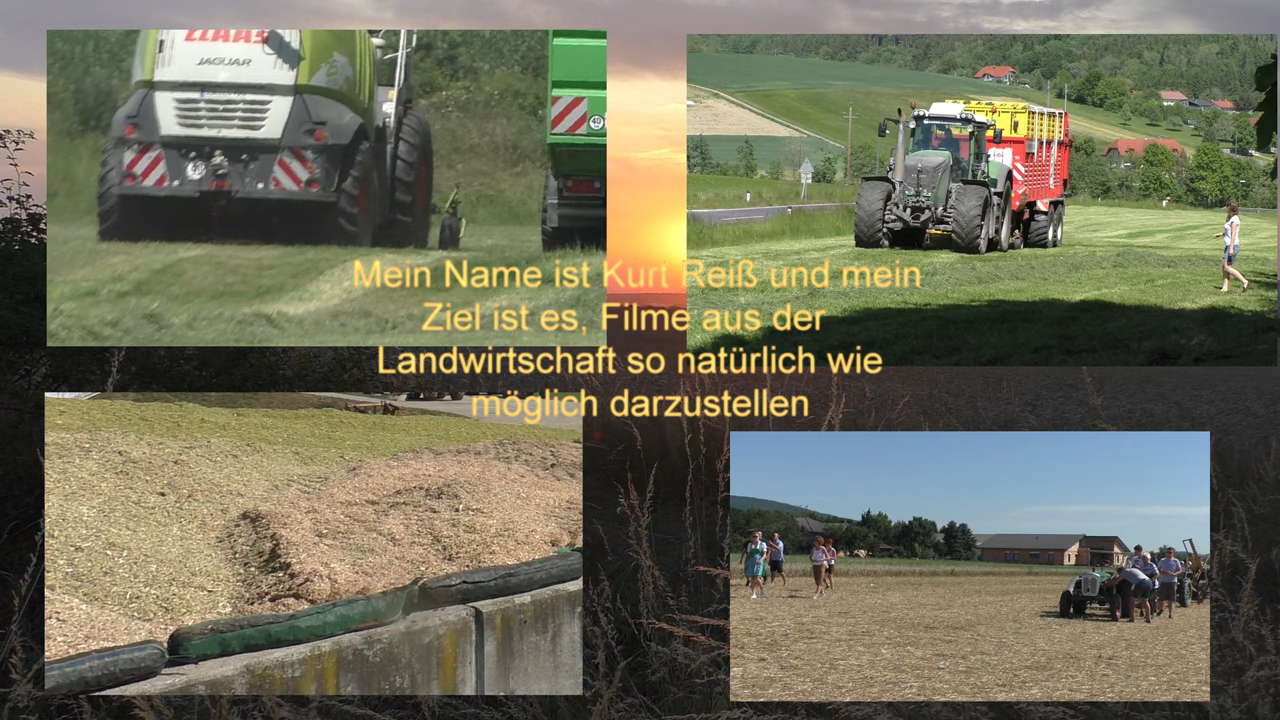 CLAAS
JAGUAR
40
Mein Name ist Kurt Reiß und mein
Ziel ist es, Filme aus der
Landwirtschaft so natürlich wie
möglich darzustellen